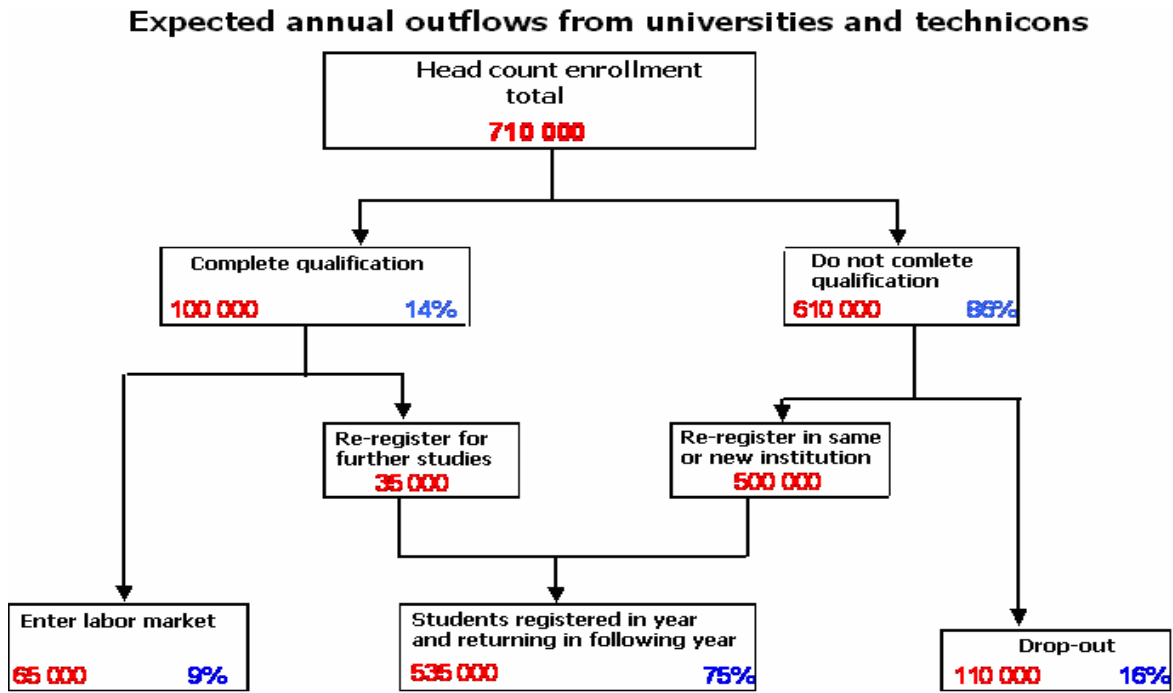 Expected annual outflows from universities and technicons
Head count enrollment
total
710 000
Complete qualification
100 000 14%
Do not comlete
qualification
610 000 86%
Re-register for
further studies
35 000
Re-register in same
or new institution
500 000
Enter labor market
65 000 9%
Students registered in year
and returning in following year
535 000 75%
Drop-out
110 000 16%